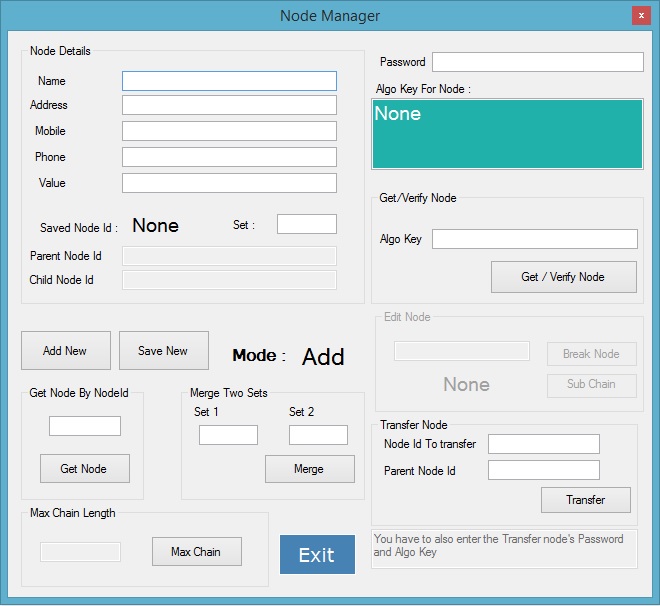 Node Manager
x
Node Details
Name
Address
Mobile
Phone
Value
Saved Node Id :
None
Set :
Parent Node Id
Child Node Id
Password
Algo Key For Node :
None
Get/Verify Node
Algo Key
Get / Verify Node
Add New
Save New
Mode :
Add
Edit Node
Break Node
None
Sub Chain
Get Node By NodeId
Get Node
Merge Two Sets
Set 1
Set 2
Merge
Transfer Node
Node Id To transfer
Parent Node Id
Transfer
Max Chain Length
Max Chain
Exit
You have to also enter the Transfer node's Password
and Algo Key